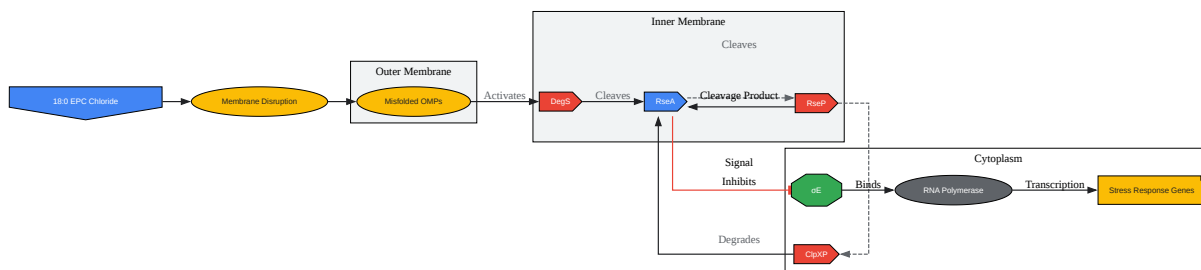 Inner Membrane
Cleaves
Outer Membrane
18:0 EPC Chloride
Membrane Disruption
Misfolded OMPs
Activates
DegS
Cleaves
RseA
Cleavage Product
RseP
Cytoplasm
Signal
Inhibits
σE
Binds
RNA Polymerase
Transcription
Stress Response Genes
Degrades
ClpXP